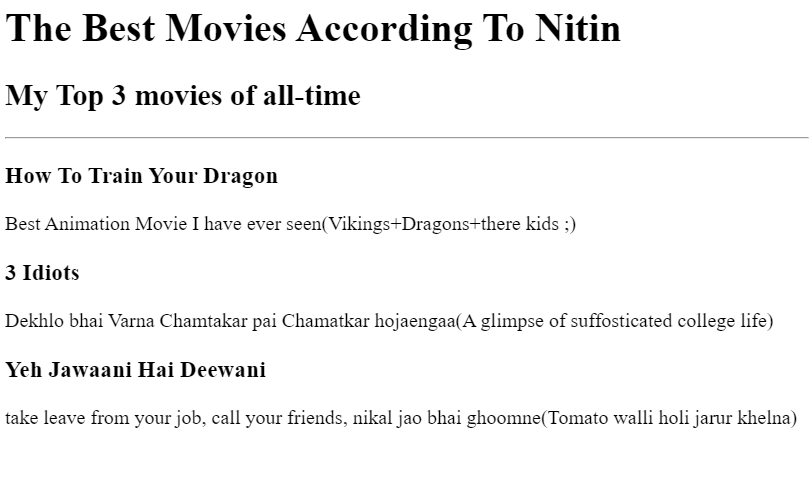 The Best Movies According To Nitin
My Top 3 movies of all-time
How To Train Your Dragon
Best Animation Movie I have ever seen(Vikings+Dragons+there kids ;)
3 Idiots
Dekhlo bhai Varna Chamtakar pai Chamatkar hojaengaa(A glimpse of suffosticated college life)
Yeh Jawaani Hai Deewani
take leave from your job, call your friends, nikal jao bhai ghoomne(Tomato walli holi jarur khelna)